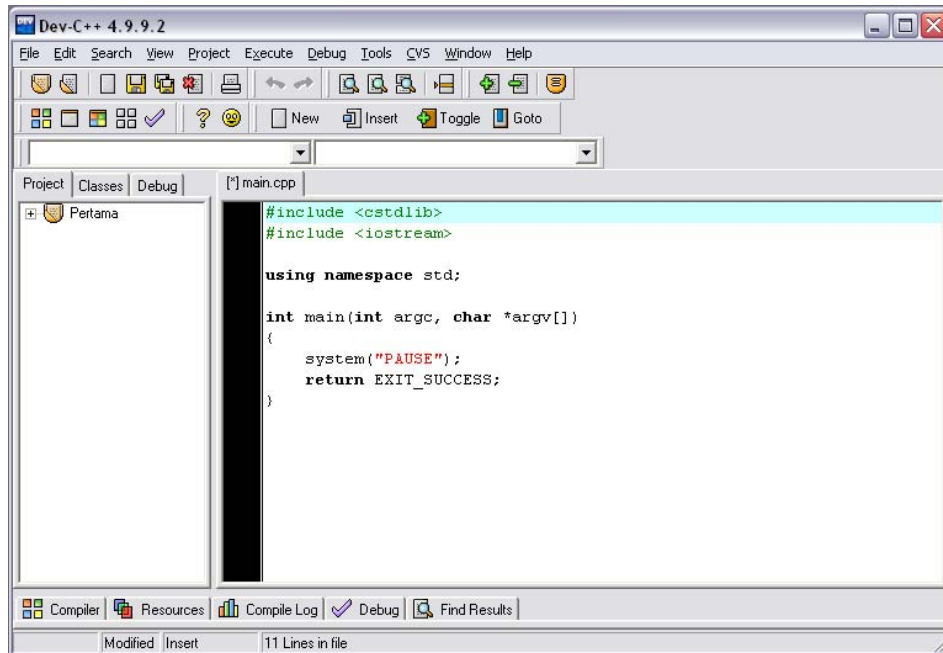 Dev-C++ 4.9.9.2
File Edit Search View Project Execute Debug Tools CVS Window Help
New Insert Toggle Goto
Project Classes Debug
[*] main.cpp
Pertama
#include <cstdlib>
#include <iostream>
using namespace std;
int main(int argc, char *argv[])
{
    system("PAUSE");
    return EXIT_SUCCESS;
}
Compiler Resources Compile Log Debug Find Results
Modified Insert 11 Lines in file